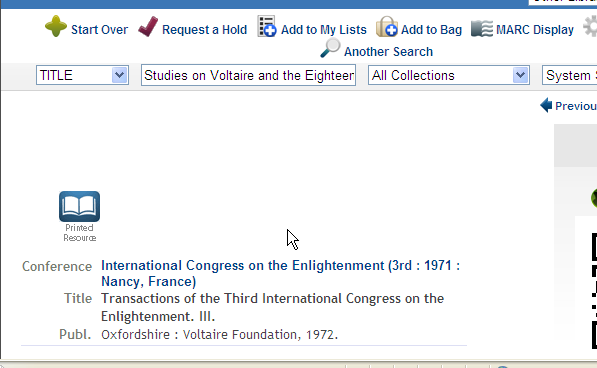 Start Over Request a Hold Add to My Lists Add to Bag MARC Display
Another Search
TITLE Studies on Voltaire and the Eighteen All Collections System
Previou
Printed
Resource
Conference International Congress on the Enlightenment (3rd : 1971 :
Nancy, France)
Title Transactions of the Third International Congress on the
Enlightenment. III.
Publ. Oxfordshire : Voltaire Foundation, 1972.